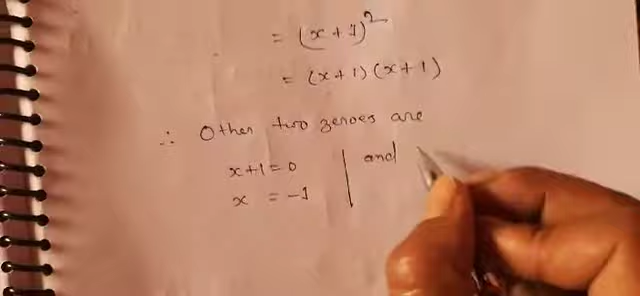 = (x + 1)²
= (x + 1) (x + 1)
∴ Other two zeroes are
x + 1 = 0 | and
x = -1